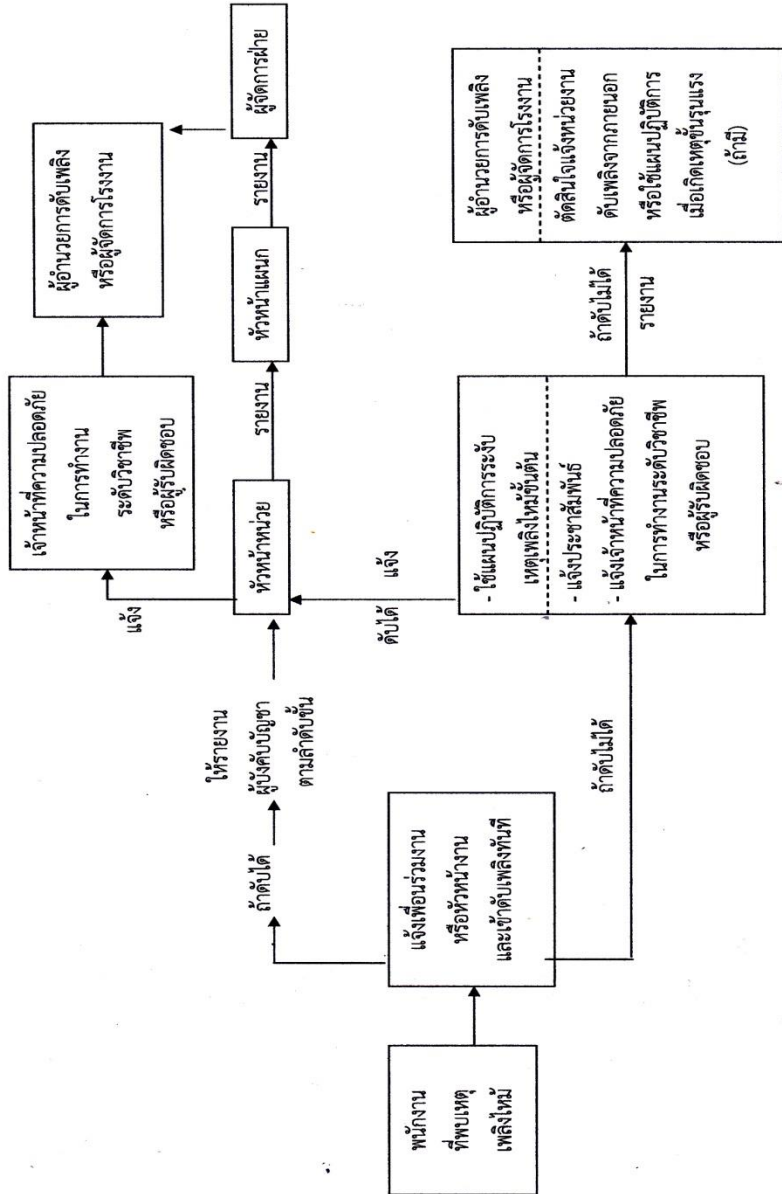 พนักงาน
ที่พบเหตุ
เพลิงไหม้
แจ้งเพื่อนร่วมงาน
หรือหัวหน้างาน
และเข้าดับเพลิงทันที
ถ้าดับได้
ให้รายงาน
ผู้บังคับบัญชา
ตามลำดับขั้น
หัวหน้าหน่วย
แจ้ง
เจ้าหน้าที่ความปลอดภัย
ในการทำงาน
ระดับวิชาชีพ
หรือผู้รับผิดชอบ
ผู้อำนวยการดับเพลิง
หรือผู้จัดการโรงงาน
รายงาน
หัวหน้าแผนก
รายงาน
ผู้จัดการฝ่าย
ถ้าดับไม่ได้
- ใช้แผนปฏิบัติการระงับ
เหตุเพลิงไหม้ขั้นต้น
- แจ้งประชาสัมพันธ์
- แจ้งเจ้าหน้าที่ความปลอดภัย
ในการทำงานระดับวิชาชีพ
หรือผู้รับผิดชอบ
ดับได้
แจ้ง
ถ้าดับไม่ได้
รายงาน
ผู้อำนวยการดับเพลิง
หรือผู้จัดการโรงงาน
ตัดสินใจแจ้งหน่วยงาน
ดับเพลิงจากภายนอก
หรือใช้แผนปฏิบัติการ
เมื่อเกิดเหตุขั้นรุนแรง
(ถ้ามี)